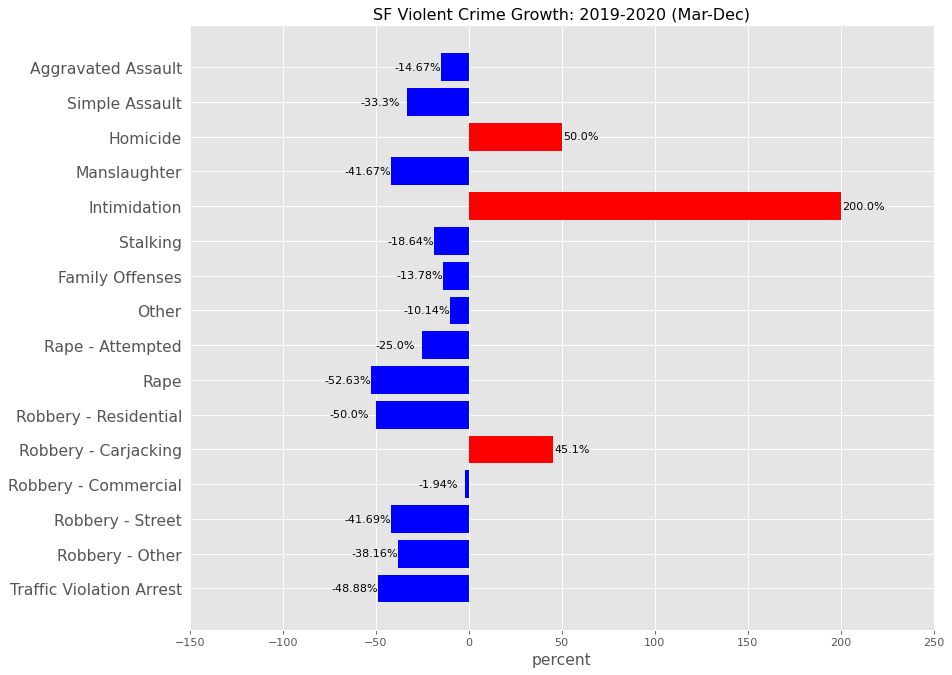 SF Violent Crime Growth: 2019-2020 (Mar-Dec)
Aggravated Assault -14.67%
Simple Assault -33.3%
Homicide 50.0%
Manslaughter -41.67%
Intimidation 200.0%
Stalking -18.64%
Family Offenses -13.78%
Other -10.14%
Rape - Attempted -25.0%
Rape -52.63%
Robbery - Residential -50.0%
Robbery - Carjacking 45.1%
Robbery - Commercial -1.94%
Robbery - Street -41.69%
Robbery - Other -38.16%
Traffic Violation Arrest -48.88%
−150 −100 −50 0 50 100 150 200 250
percent